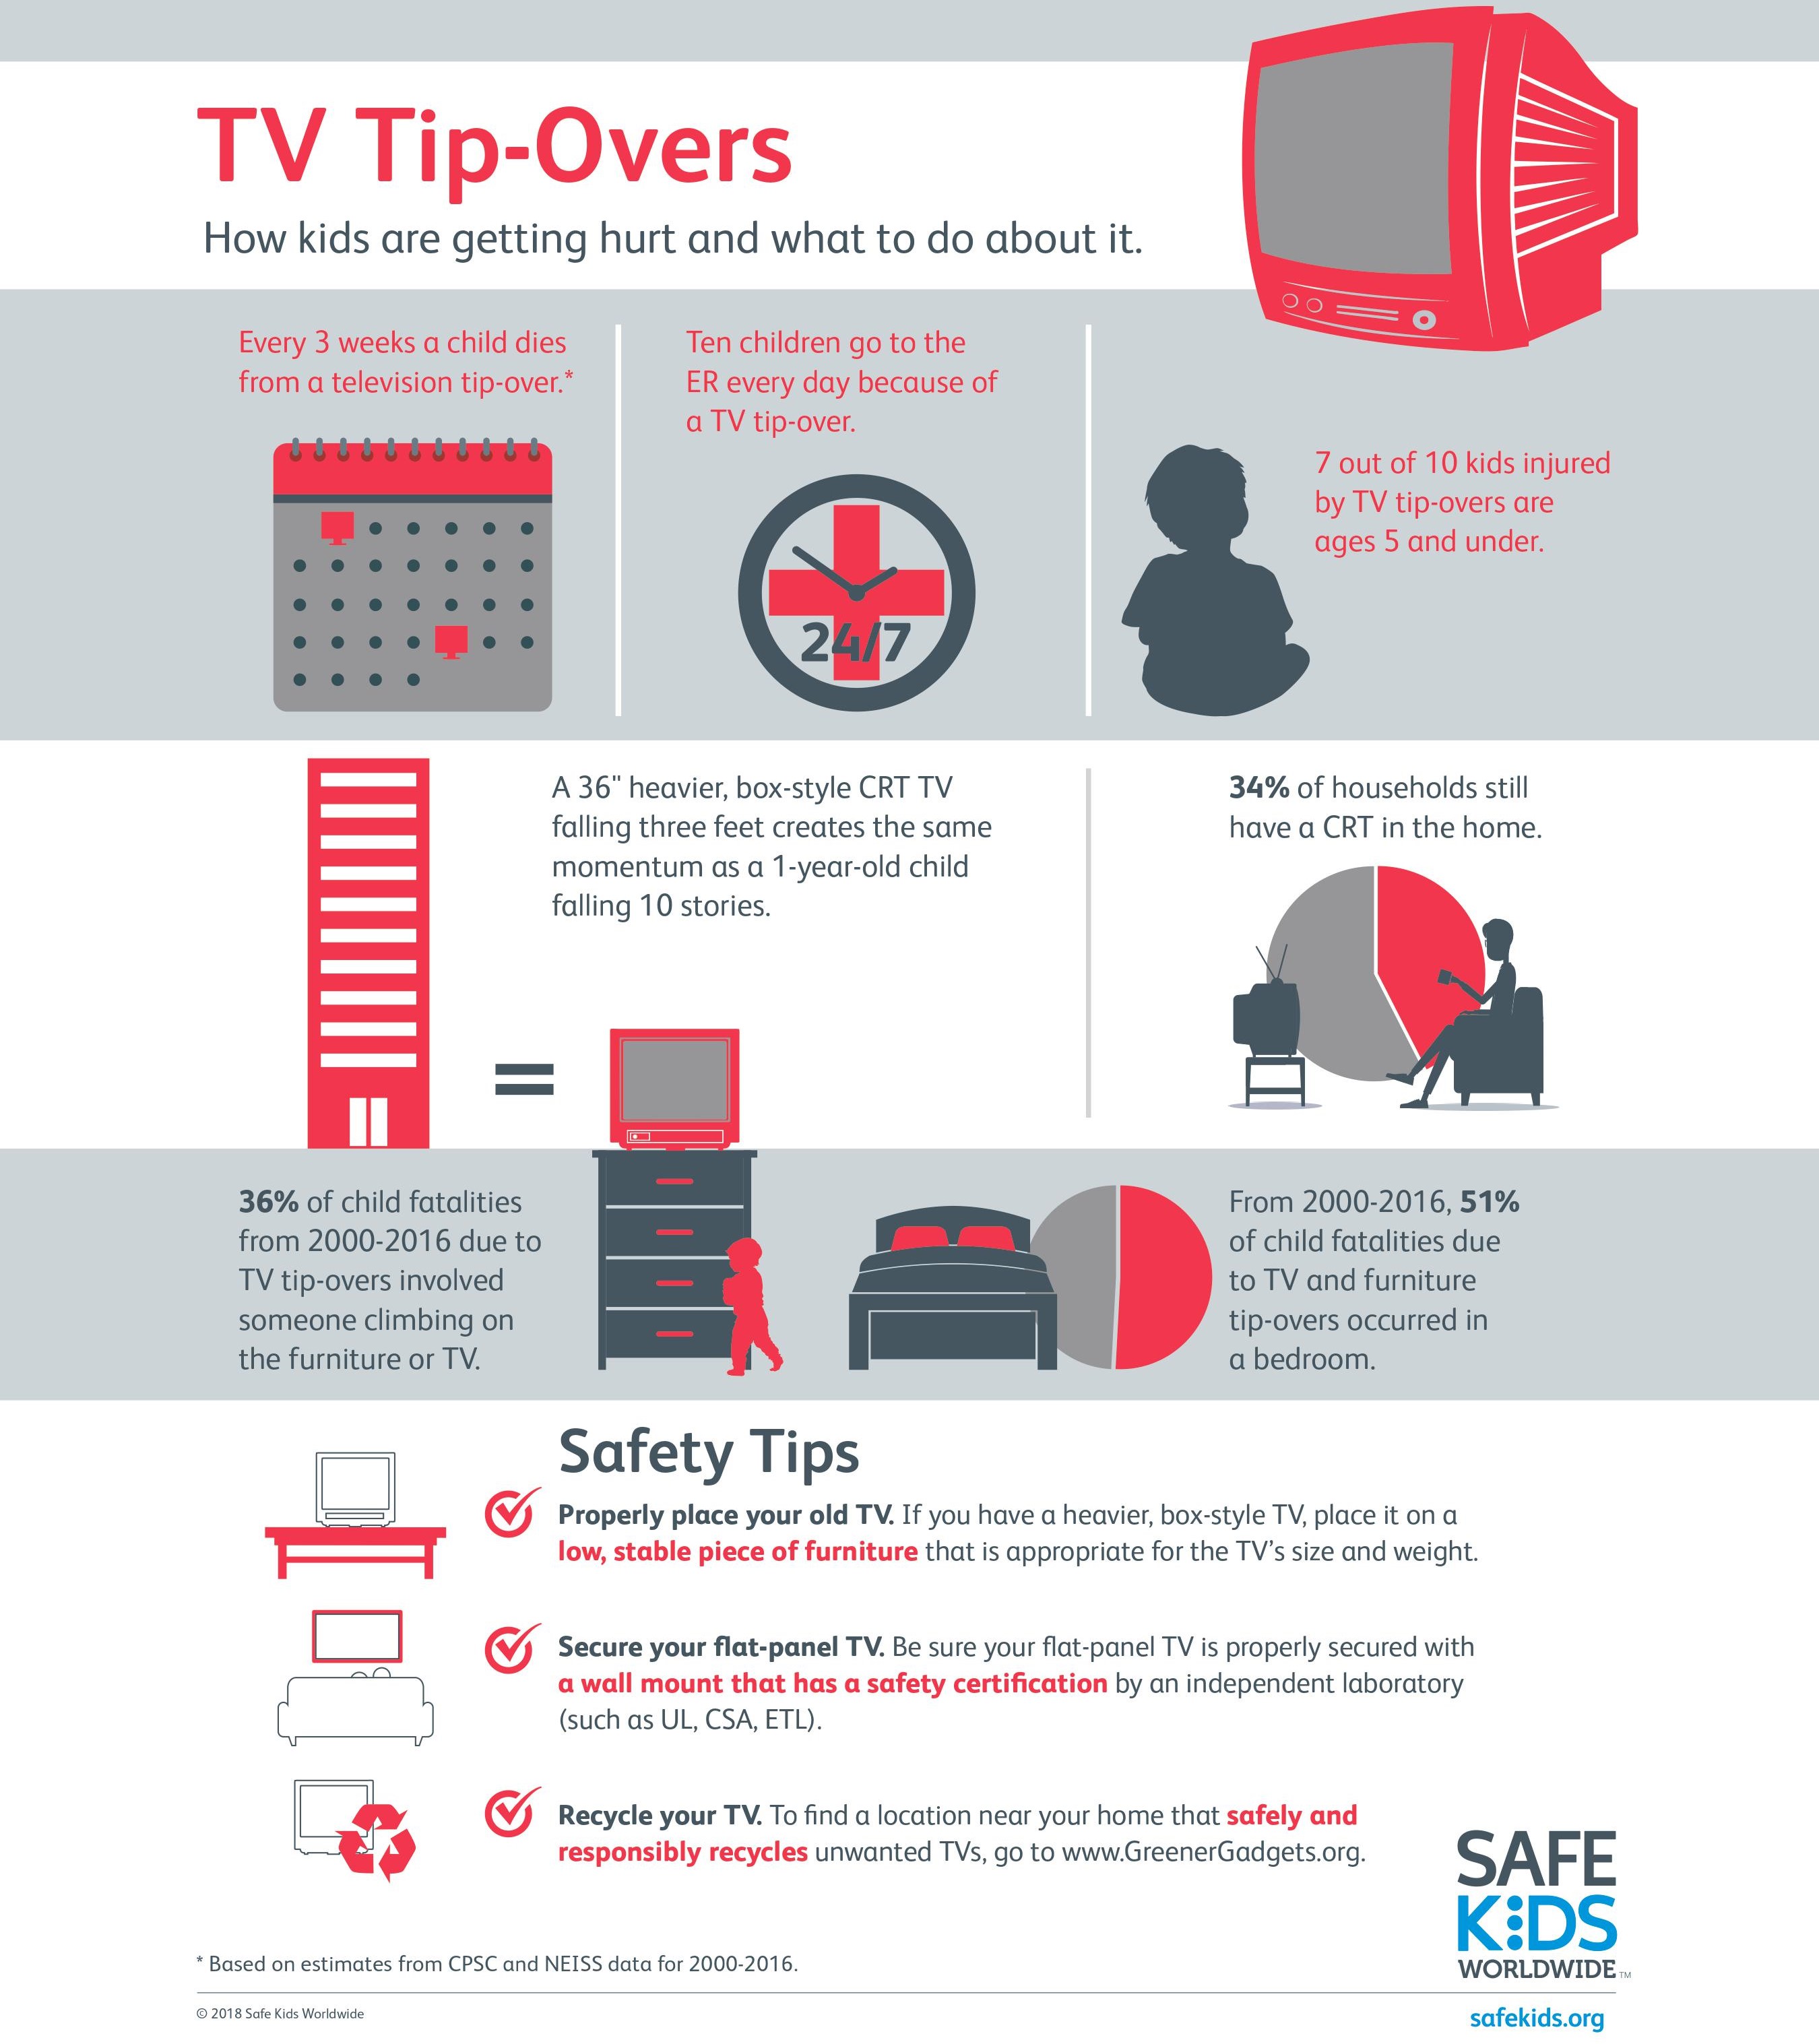 TV Tip-Overs
How kids are getting hurt and what to do about it.
Every 3 weeks a child dies
from a television tip-over.*
Ten children go to the
ER every day because of
a TV tip-over.
24/7
7 out of 10 kids injured
by TV tip-overs are
ages 5 and under.
A 36" heavier, box-style CRT TV
falling three feet creates the same
momentum as a 1-year-old child
falling 10 stories.
=
34% of households still
have a CRT in the home.
36% of child fatalities
from 2000-2016 due to
TV tip-overs involved
someone climbing on
the furniture or TV.
From 2000-2016, 51%
of child fatalities due
to TV and furniture
tip-overs occurred in
a bedroom.
Safety Tips
Properly place your old TV. If you have a heavier, box-style TV, place it on a
low, stable piece of furniture that is appropriate for the TV’s size and weight.
Secure your flat-panel TV. Be sure your flat-panel TV is properly secured with
a wall mount that has a safety certification by an independent laboratory
(such as UL, CSA, ETL).
Recycle your TV. To find a location near your home that safely and
responsibly recycles unwanted TVs, go to www.GreenerGadgets.org.
SAFE
KIDS
WORLDWIDE™
* Based on estimates from CPSC and NEISS data for 2000-2016.
© 2018 Safe Kids Worldwide
safekids.org